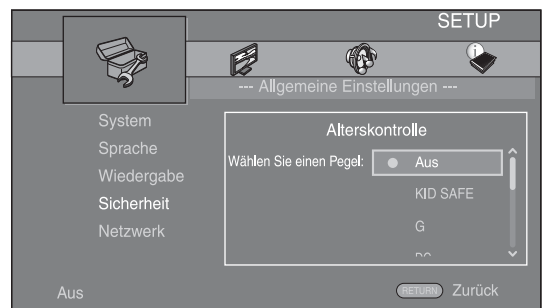 SETUP
--- Allgemeine Einstellungen ---
System
Sprache
Wiedergabe
Sicherheit
Netzwerk
Alterskontrolle
Wählen Sie einen Pegel:
Aus
KID SAFE
G
Aus
RETURN Zurück